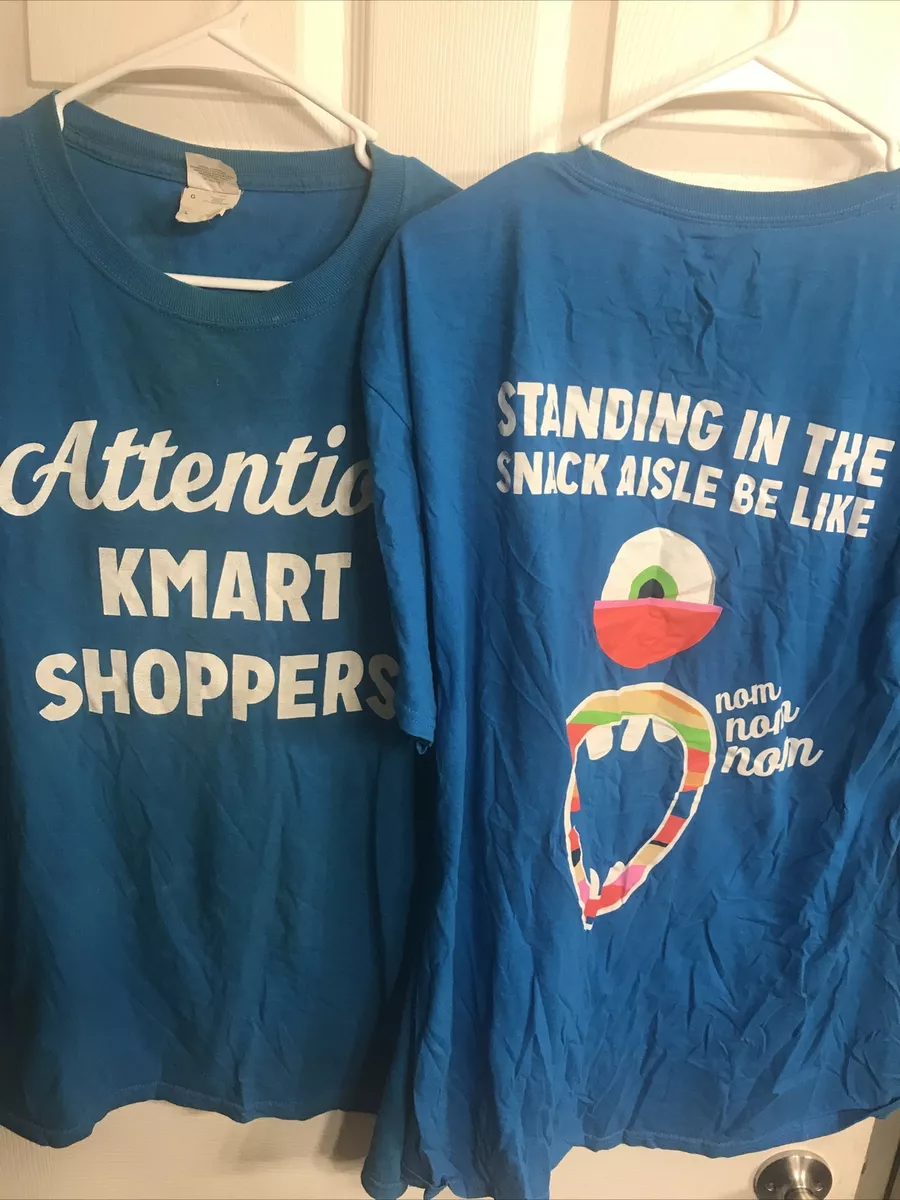 Attentio
KMART
SHOPPERS
STANDING IN THE
SNACK AISLE BE LIKE
nom
nom
nom